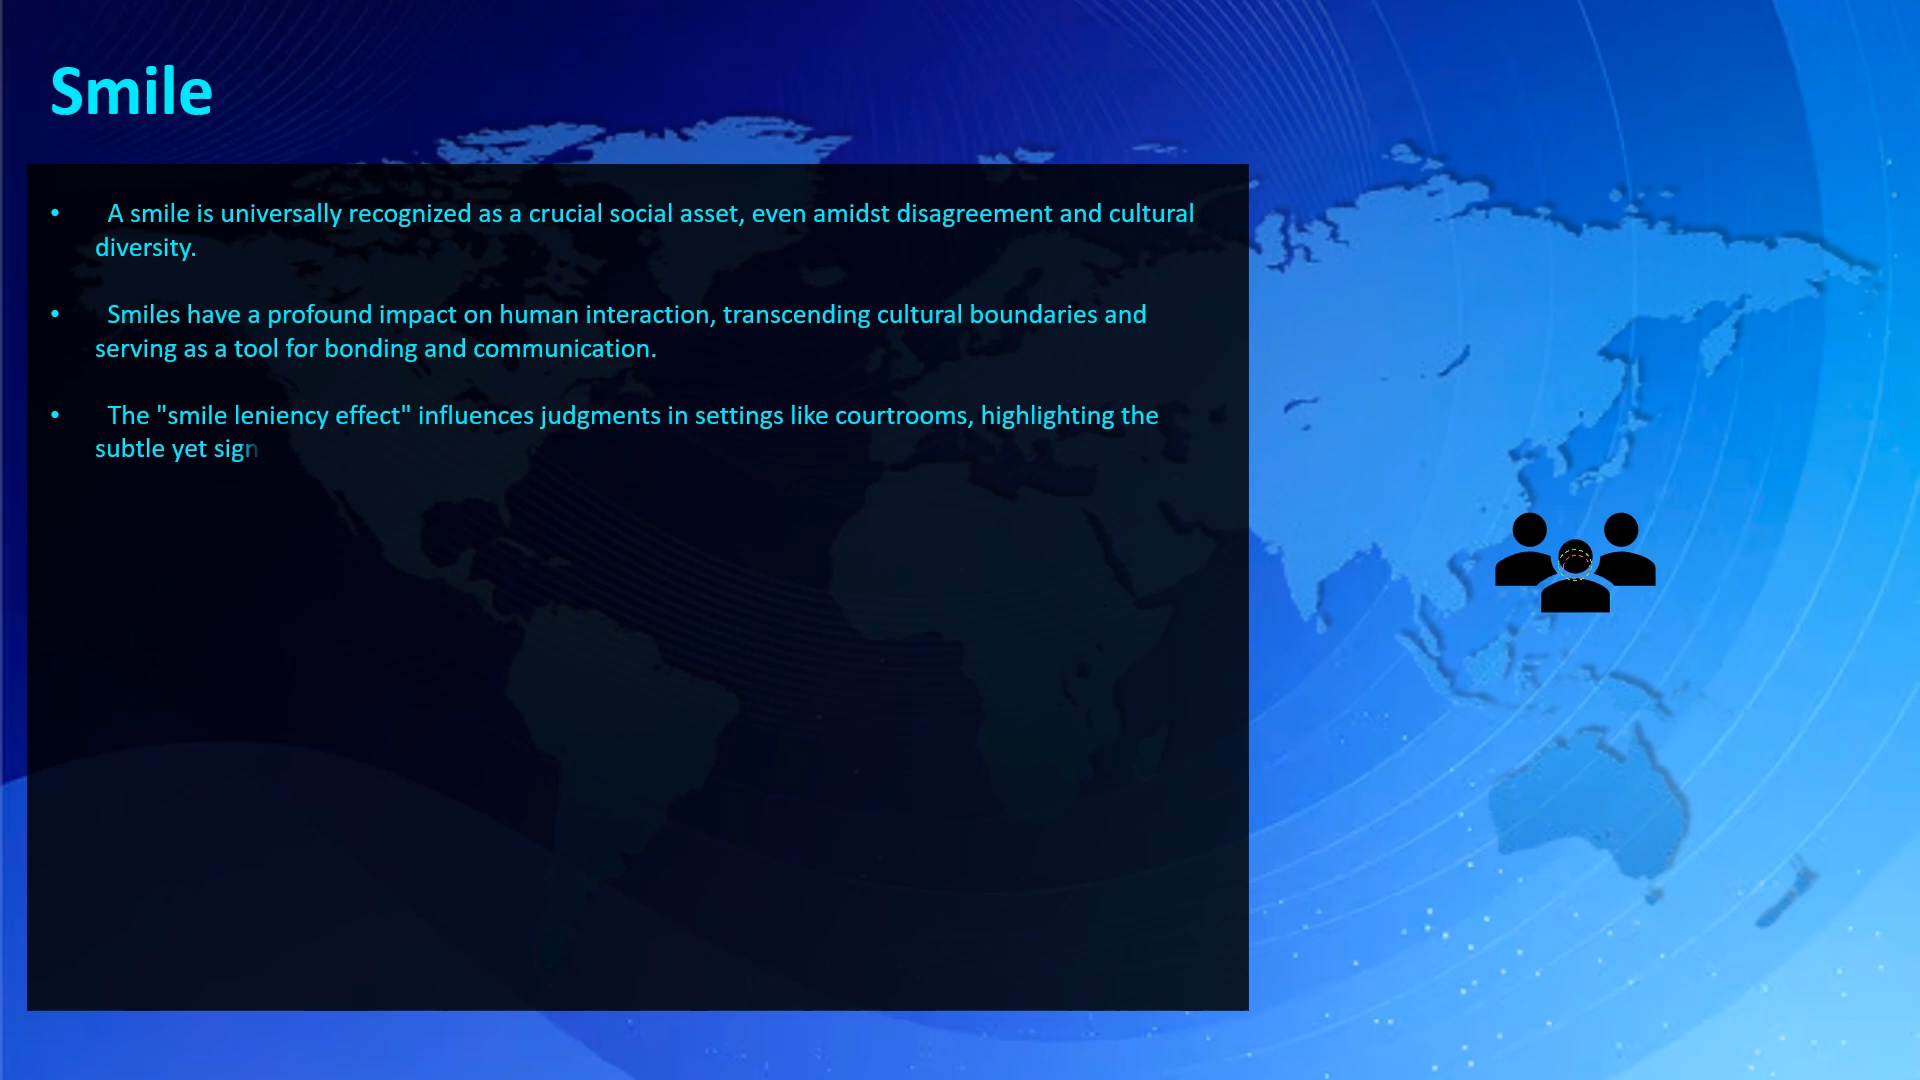 Smile
• A smile is universally recognized as a crucial social asset, even amidst disagreement and cultural
diversity.
• Smiles have a profound impact on human interaction, transcending cultural boundaries and
serving as a tool for bonding and communication.
• The "smile leniency effect" influences judgments in settings like courtrooms, highlighting the
subtle yet sign